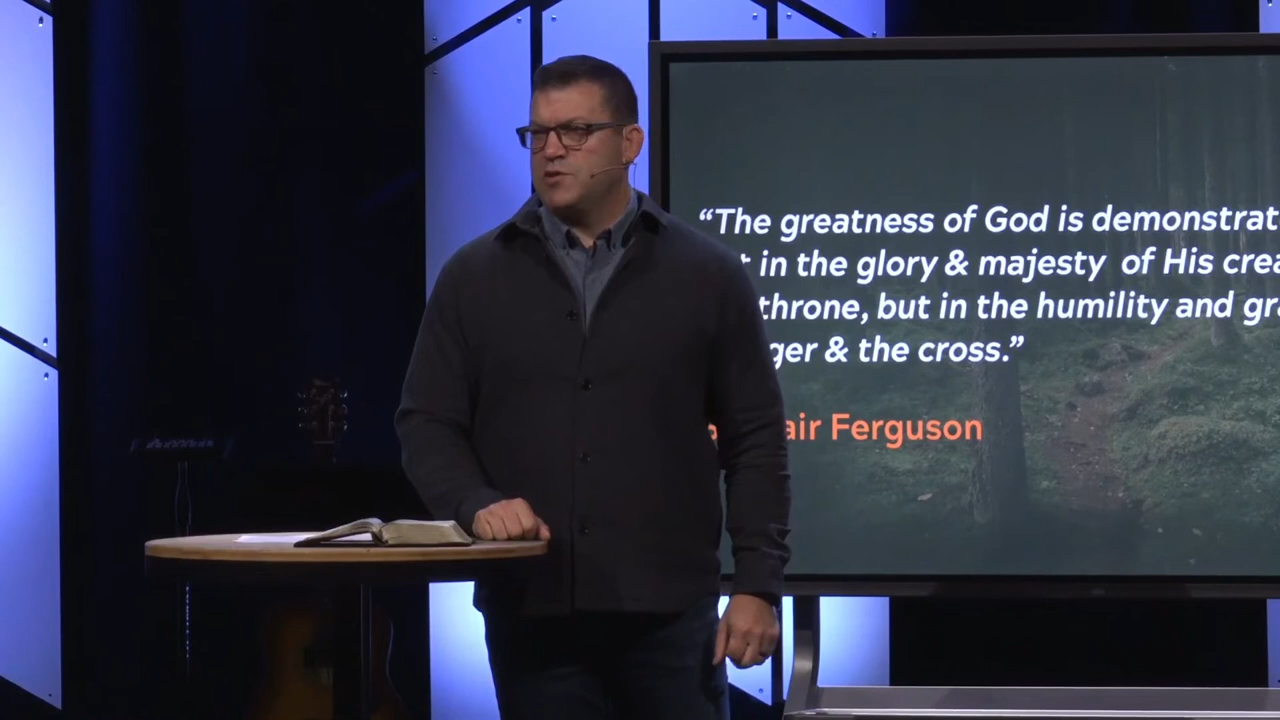 “The greatness of God is demonstrat
in the glory & majesty of His crea
throne, but in the humility and gra
ger & the cross.”
air Ferguson